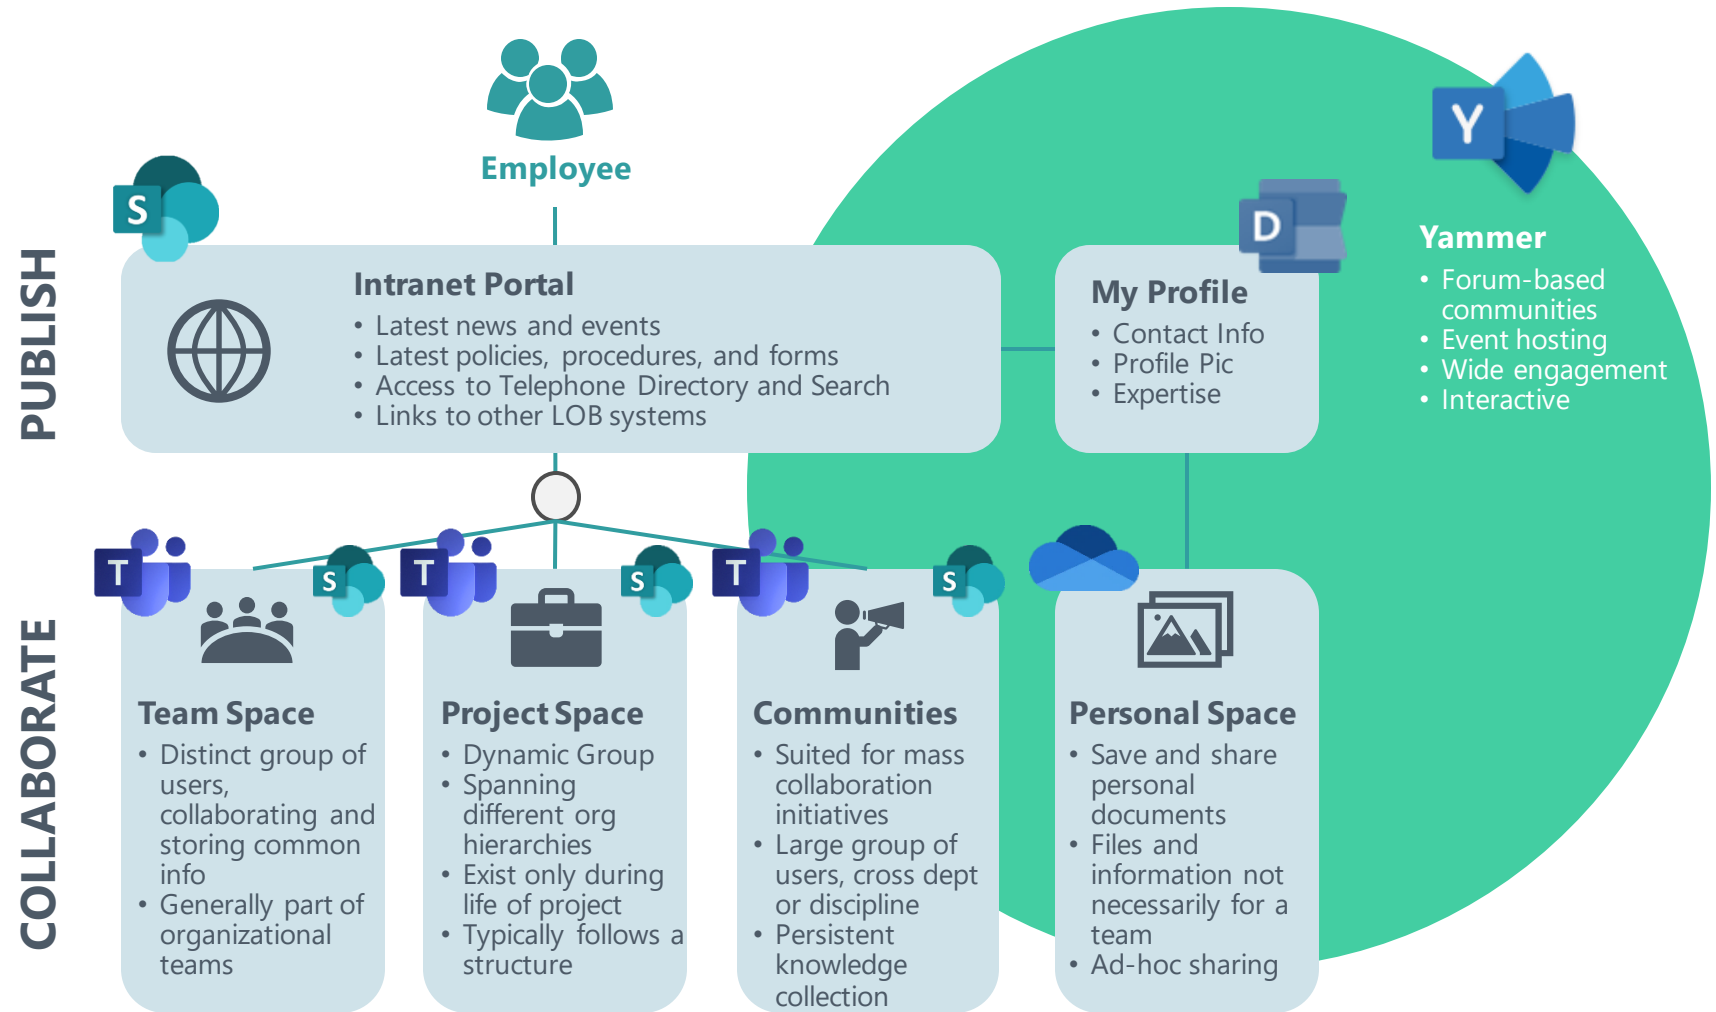 Employee
S
PUBLISH
Intranet Portal
• Latest news and events
• Latest policies, procedures, and forms
• Access to Telephone Directory and Search
• Links to other LOB systems
D
My Profile
• Contact Info
• Profile Pic
• Expertise
Y
Yammer
• Forum-based
communities
• Event hosting
• Wide engagement
• Interactive
COLLABORATE
T
S
Team Space
• Distinct group of
users,
collaborating and
storing common
info
• Generally part of
organizational
teams
T
S
Project Space
• Dynamic Group
• Spanning
different org
hierarchies
• Exist only during
life of project
• Typically follows a
structure
T
S
Communities
• Suited for mass
collaboration
initiatives
• Large group of
users, cross dept
or discipline
• Persistent
knowledge
collection
Personal Space
• Save and share
personal
documents
• Files and
information not
necessarily for a
team
• Ad-hoc sharing